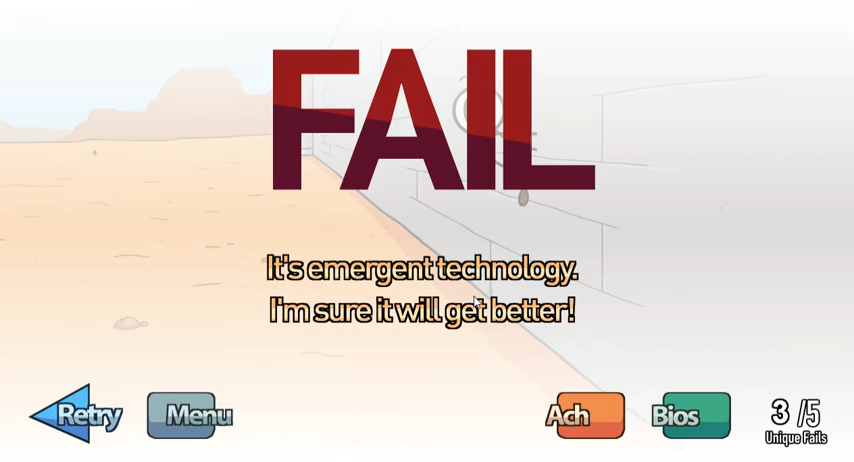 FAIL
It's emergent technology.
I'm sure it will get better!
Retry
Menu
Ach
Bios
3 /5
Unique Fails